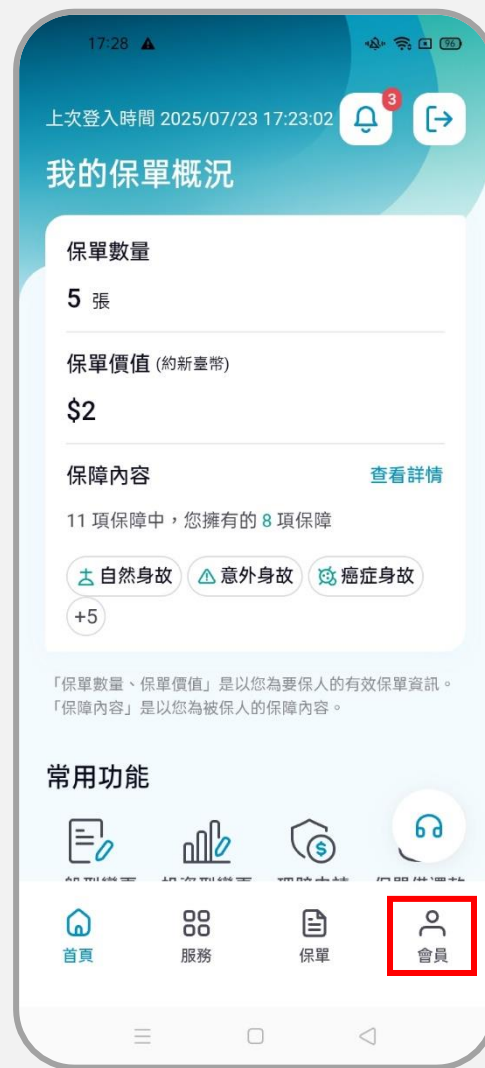 17:28
96
上次登入時間 2025/07/23 17:23:02
3
我的保單概況
保單數量
5 張
保單價值 (約新臺幣)
$2
保障內容 查看詳情
11 項保障中，您擁有的 8 項保障
自然身故 意外身故 癌症身故
+5
「保單數量、保單價值」是以您為要保人的有效保單資訊。
「保障內容」是以您為被保人的保障內容。
常用功能
首頁 服務 保單 會員